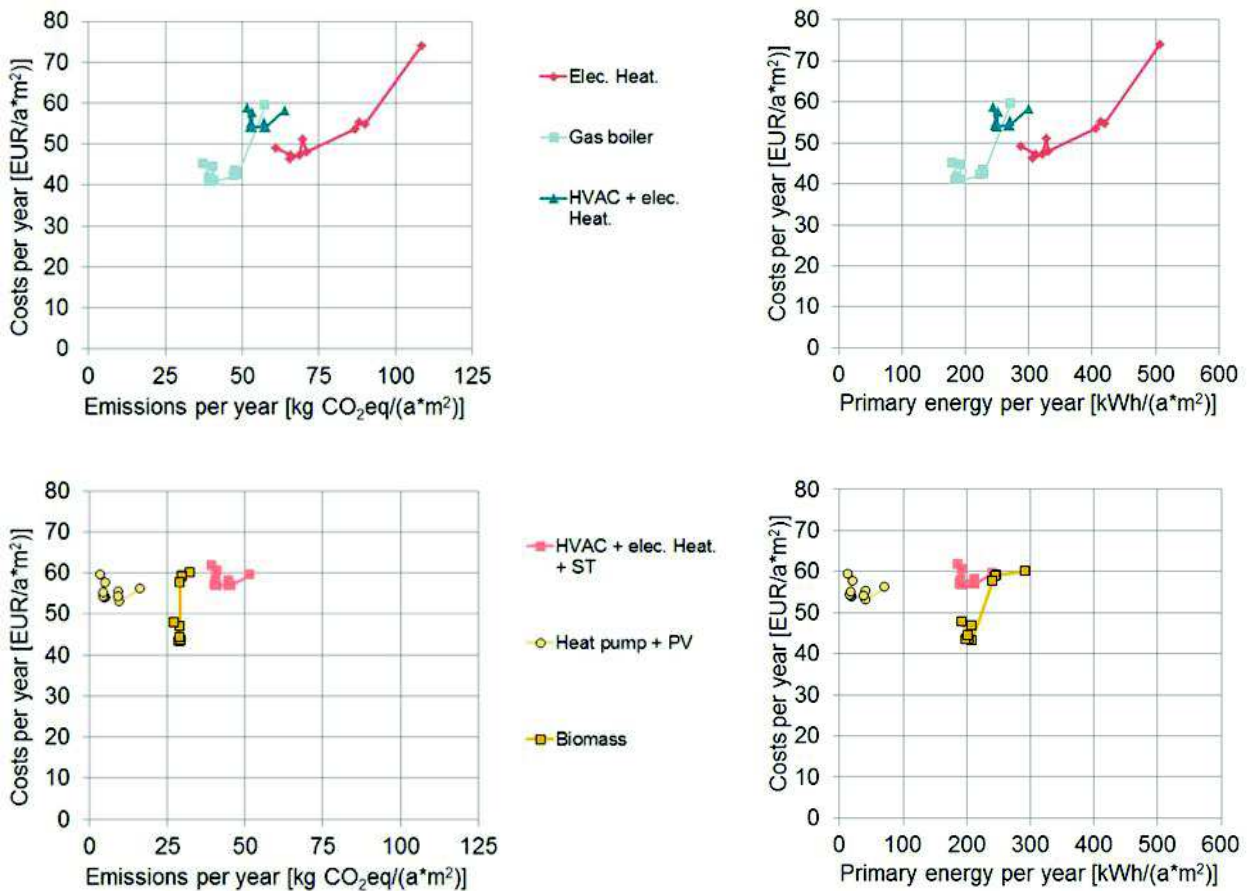 80
70
60
50
40
30
20
10
0
Costs per year [EUR/a*m²)]
0 25 50 75 100 125
Emissions per year [kg CO₂eq/(a*m²)]
Elec. Heat.
Gas boiler
HVAC + elec.
Heat.
80
70
60
50
40
30
20
10
0
Costs per year [EUR/a*m²)]
0 100 200 300 400 500 600
Primary energy per year [kWh/(a*m²)]
80
70
60
50
40
30
20
10
0
Costs per year [EUR/a*m²)]
0 25 50 75 100 125
Emissions per year [kg CO₂eq/(a*m²)]
HVAC + elec. Heat.
+ ST
Heat pump + PV
Biomass
80
70
60
50
40
30
20
10
0
Costs per year [EUR/a*m²)]
0 100 200 300 400 500 600
Primary energy per year [kWh/(a*m²)]